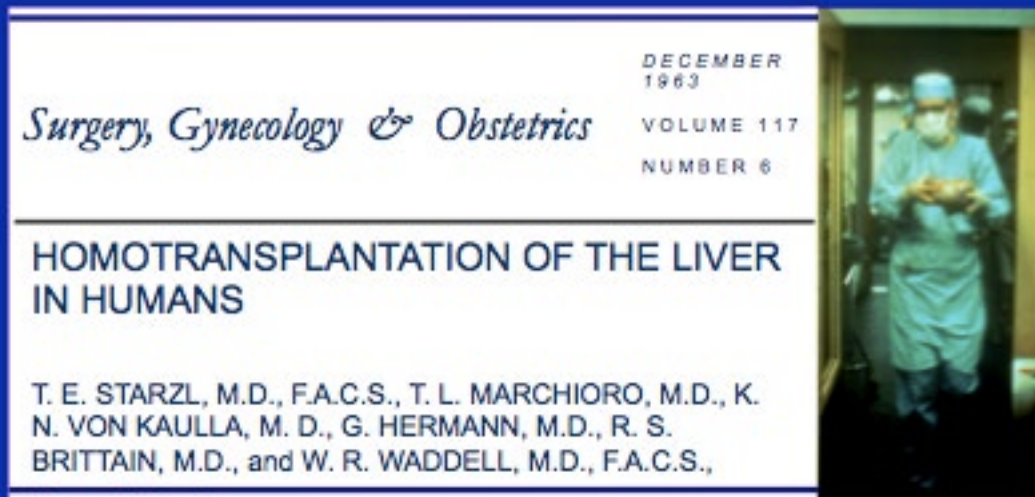 DECEMBER
1963
Surgery, Gynecology & Obstetrics
VOLUME 117
NUMBER 6
HOMOTRANSPLANTATION OF THE LIVER
IN HUMANS
T. E. STARZL, M.D., F.A.C.S., T. L. MARCHIORO, M.D., K.
N. VON KAULLA, M. D., G. HERMANN, M.D., R. S.
BRITTAIN, M.D., and W. R. WADDELL, M.D., F.A.C.S.,